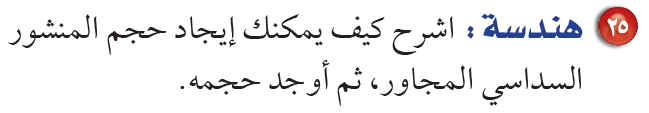 ٢٥ هندسة : اشرح كيف يمكنك إيجاد حجم المنشور
السداسي المجاور، ثم أوجد حجمه.